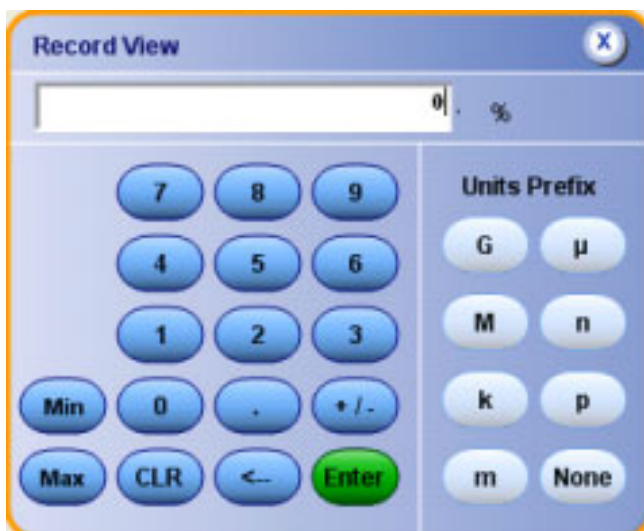 Record View X
0. %
Units Prefix
7 8 9
G µ
4 5 6
M n
1 2 3
Min 0 . +/-
k p
Max CLR <-- Enter
m None